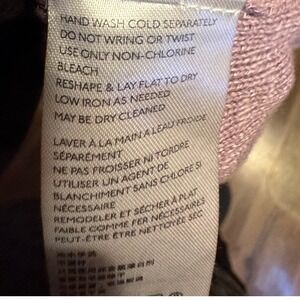 HAND WASH COLD SEPARATELY
DO NOT WRING OR TWIST
USE ONLY NON-CHLORINE
BLEACH
RESHAPE & LAY FLAT TO DRY
LOW IRON AS NEEDED
MAY BE DRY CLEANED
LAVER À LA MAIN A L'EAU FROIDE
SÉPARÉMENT
NE PAS FROISSER NI TORDRE
UTILISER UN AGENT DE
BLANCHIMENT SANS CHLORE SI
NÉCESSAIRE
REMODELER ET SÉCHER À PLAT
FAIBLE COMME FER NÉCESSAIRES
PEUT-ÊTRE ÊTRE NETTOYÉE SEC